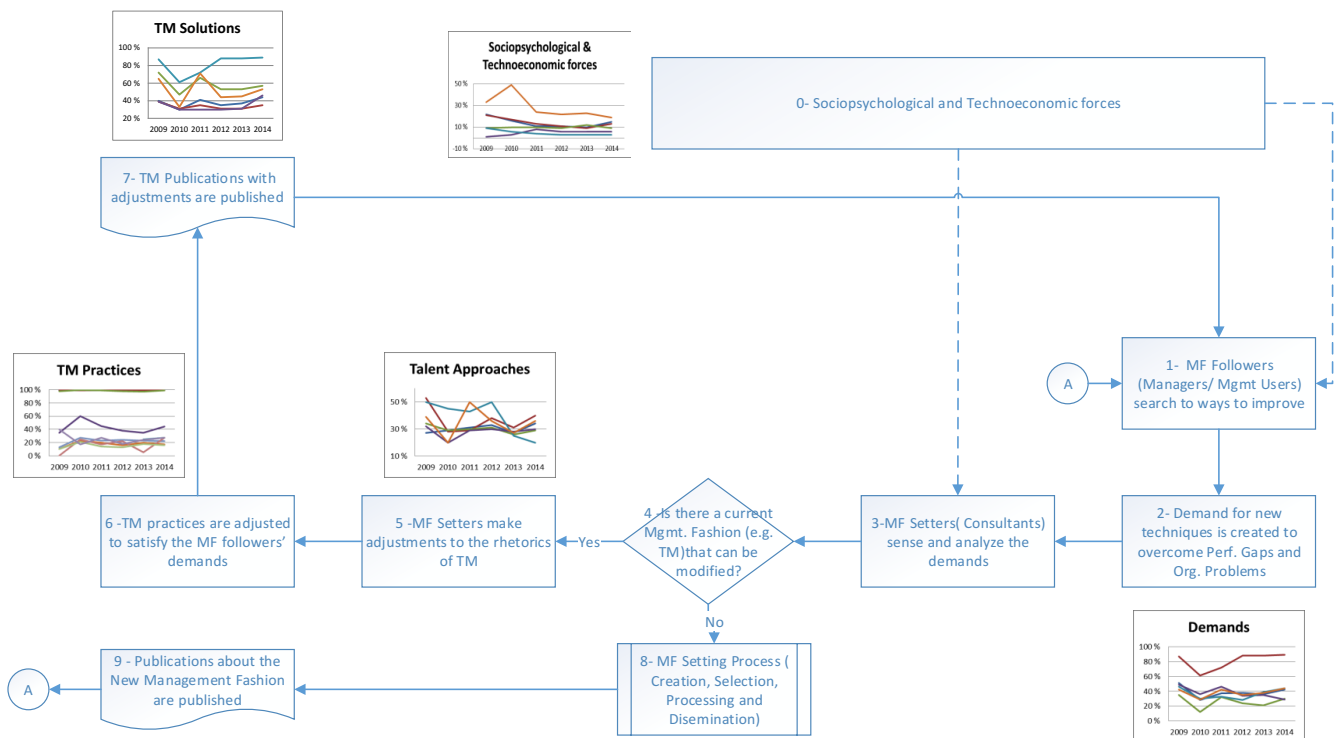 TM Solutions
100 %
80 %
60 %
40 %
20 %
2009 2010 2011 2012 2013 2014
Sociopsychological &
Technoeconomic forces
50 %
30 %
10 %
-10 %
2009 2010 2011 2012 2013 2014
0- Sociopsychological and Technoeconomic forces
7- TM Publications with
adjustments are published
TM Practices
100 %
80 %
60 %
40 %
20 %
0 %
2009 2010 2011 2012 2013 2014
Talent Approaches
50 %
30 %
10 %
2009 2010 2011 2012 2013 2014
A
1- MF Followers
(Managers/ Mgmt Users)
search to ways to improve
6 -TM practices are adjusted
to satisfy the MF followers’
demands
5 -MF Setters make
adjustments to the rhetorics
of TM
Yes
4 -Is there a current
Mgmt. Fashion (e.g.
TM)that can be
modified?
3-MF Setters( Consultants)
sense and analyze the
demands
2- Demand for new
techniques is created to
overcome Perf. Gaps and
Org. Problems
No
A
9 - Publications about the
New Management Fashion
are published
8- MF Setting Process (
Creation, Selection,
Processing and
Disemination)
Demands
100 %
80 %
60 %
40 %
20 %
0 %
2009 2010 2011 2012 2013 2014